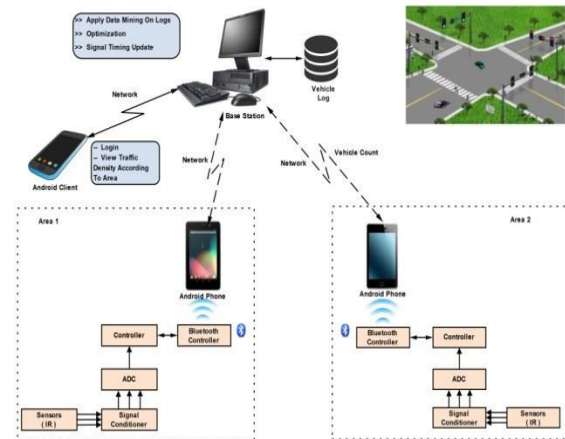 >> Apply Data Mining On Logs
>> Optimization
>> Signal Timing Update
Network
Base Station
Vehicle
Log
Android Client
– Login
– View Traffic
Density According
To Area
Network
Network
Vehicle Count
Area 1
Android Phone
Controller
Bluetooth
Controller
ADC
Sensors
( IR )
Signal
Conditioner
Area 2
Android Phone
Bluetooth
Controller
Controller
ADC
Signal
Conditioner
Sensors
( IR )